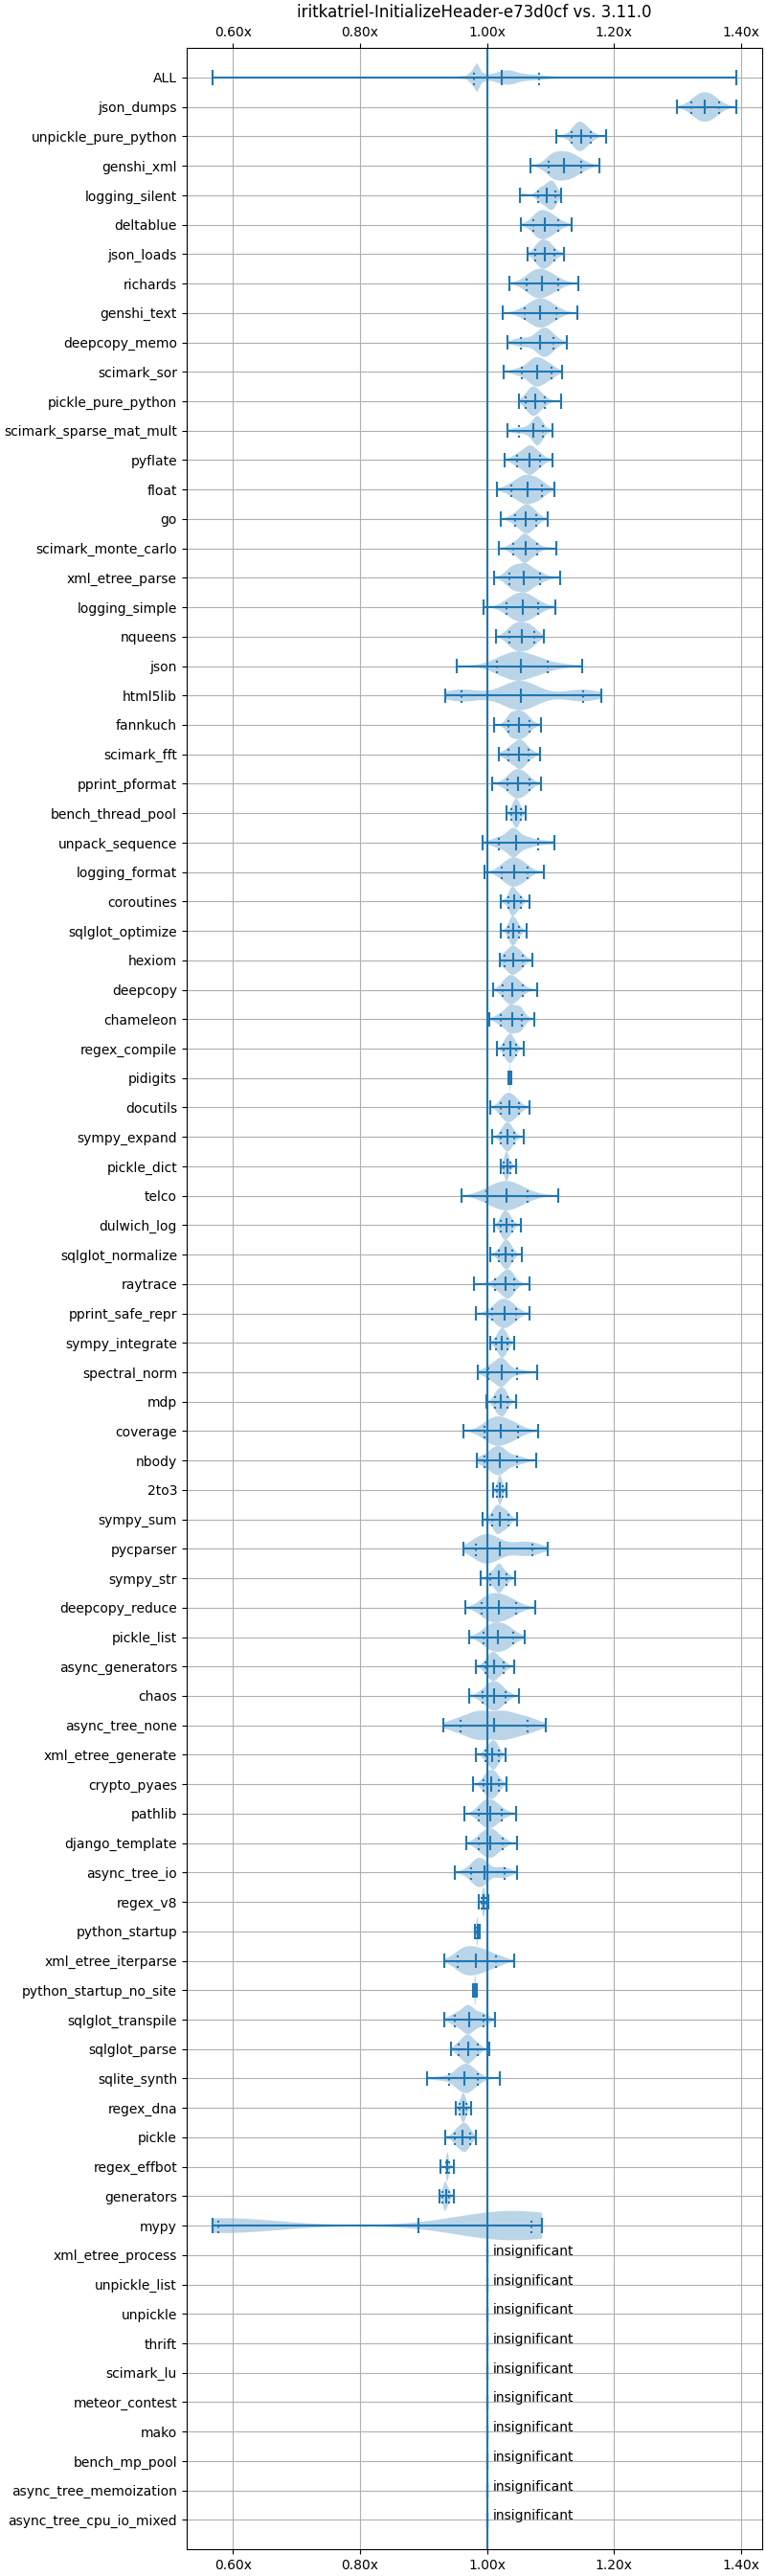 iritkatriel-InitializeHeader-e73d0cf vs. 3.11.0
0.60x 0.80x 1.00x 1.20x 1.40x
ALL
json_dumps
unpickle_pure_python
genshi_xml
logging_silent
deltablue
json_loads
richards
genshi_text
deepcopy_memo
scimark_sor
pickle_pure_python
scimark_sparse_mat_mult
pyflate
float
go
scimark_monte_carlo
xml_etree_parse
logging_simple
nqueens
json
html5lib
fannkuch
scimark_fft
pprint_pformat
bench_thread_pool
unpack_sequence
logging_format
coroutines
sqlglot_optimize
hexiom
deepcopy
chameleon
regex_compile
pidigits
docutils
sympy_expand
pickle_dict
telco
dulwich_log
sqlglot_normalize
raytrace
pprint_safe_repr
sympy_integrate
spectral_norm
mdp
coverage
nbody
2to3
sympy_sum
pycparser
sympy_str
deepcopy_reduce
pickle_list
async_generators
chaos
async_tree_none
xml_etree_generate
crypto_pyaes
pathlib
django_template
async_tree_io
regex_v8
python_startup
xml_etree_iterparse
python_startup_no_site
sqlglot_transpile
sqlglot_parse
sqlite_synth
regex_dna
pickle
regex_effbot
generators
mypy
xml_etree_process insignificant
unpickle_list insignificant
unpickle insignificant
thrift insignificant
scimark_lu insignificant
meteor_contest insignificant
mako insignificant
bench_mp_pool insignificant
async_tree_memoization insignificant
async_tree_cpu_io_mixed insignificant
0.60x 0.80x 1.00x 1.20x 1.40x